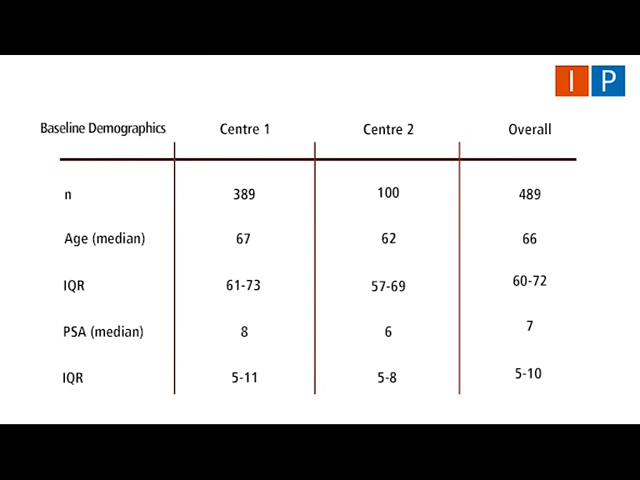 I P
Baseline Demographics Centre 1 Centre 2 Overall
n 389 100 489
Age (median) 67 62 66
IQR 61-73 57-69 60-72
PSA (median) 8 6 7
IQR 5-11 5-8 5-10